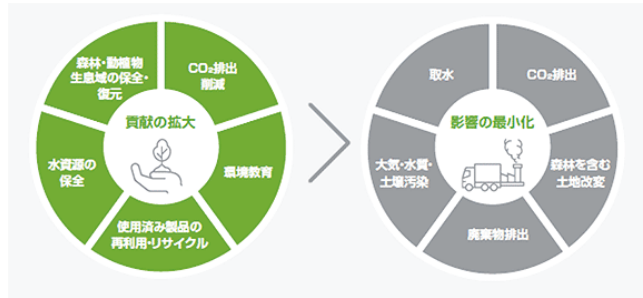 森林・動植物
生息域の保全・
復元
CO₂排出
削減
貢献の拡大
水資源の
保全
環境教育
使用済み製品の
再利用・リサイクル
取水
CO₂排出
影響の最小化
大気・水質・
土壌汚染
森林を含む
土地改変
廃棄物排出